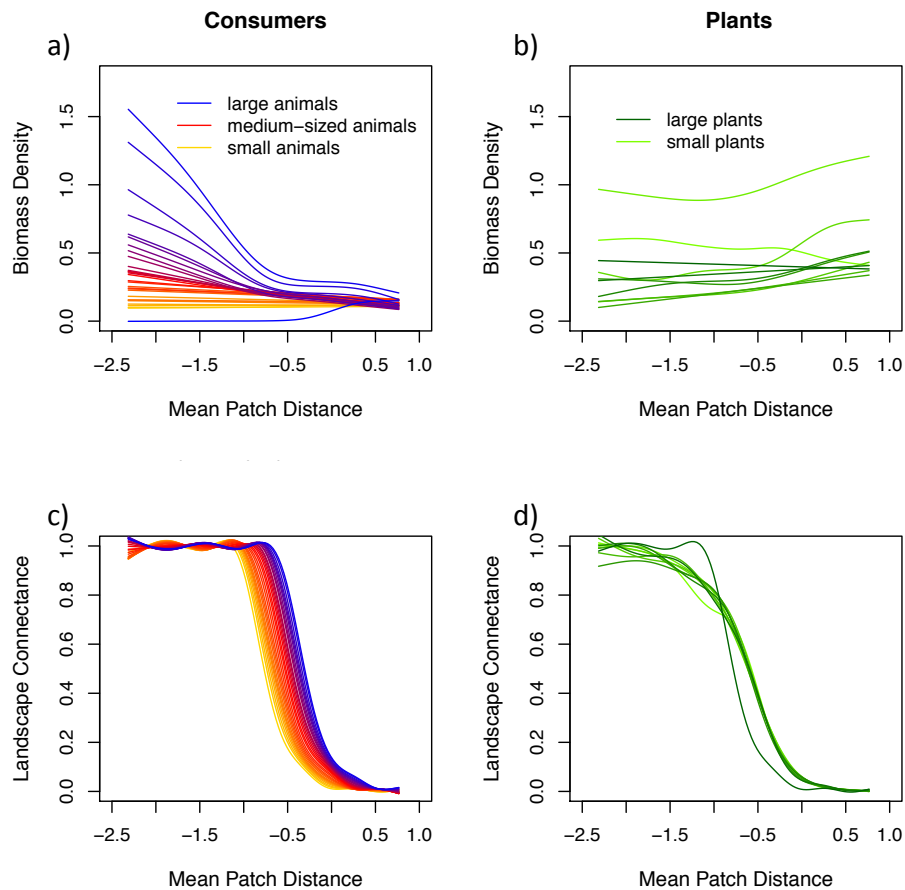 Consumers
Plants
a)
b)
Biomass Density
0.0 0.5 1.0 1.5
large animals
medium−sized animals
small animals
−2.5 −1.5 −0.5 0.5 1.0
Mean Patch Distance
Biomass Density
0.0 0.5 1.0 1.5
large plants
small plants
−2.5 −1.5 −0.5 0.5 1.0
Mean Patch Distance
c)
d)
Landscape Connectance
0.0 0.2 0.4 0.6 0.8 1.0
−2.5 −1.5 −0.5 0.5 1.0
Mean Patch Distance
Landscape Connectance
0.0 0.2 0.4 0.6 0.8 1.0
−2.5 −1.5 −0.5 0.5 1.0
Mean Patch Distance